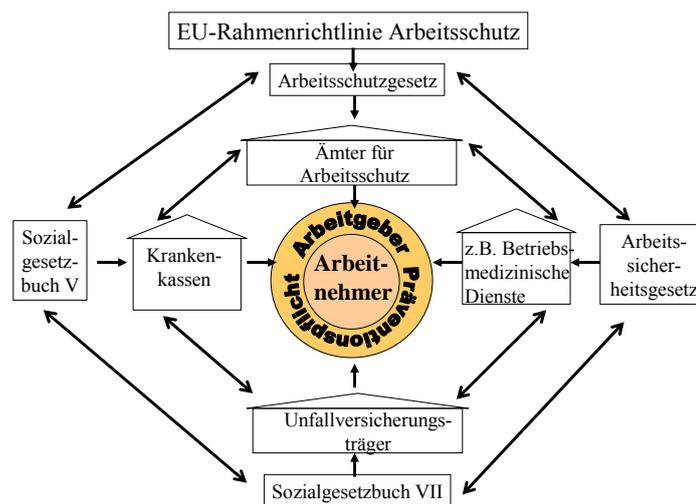 EU-Rahmenrichtlinie Arbeitsschutz
Arbeitsschutzgesetz
Ämter für
Arbeitsschutz
Sozial-
gesetz-
buch V
Kranken-
kassen
Arbeitgeber
Präventionspflicht
Arbeit-
nehmer
z.B. Betriebs-
medizinische
Dienste
Arbeits-
sicher-
heitsgesetz
Unfallversicherungs-
träger
Sozialgesetzbuch VII